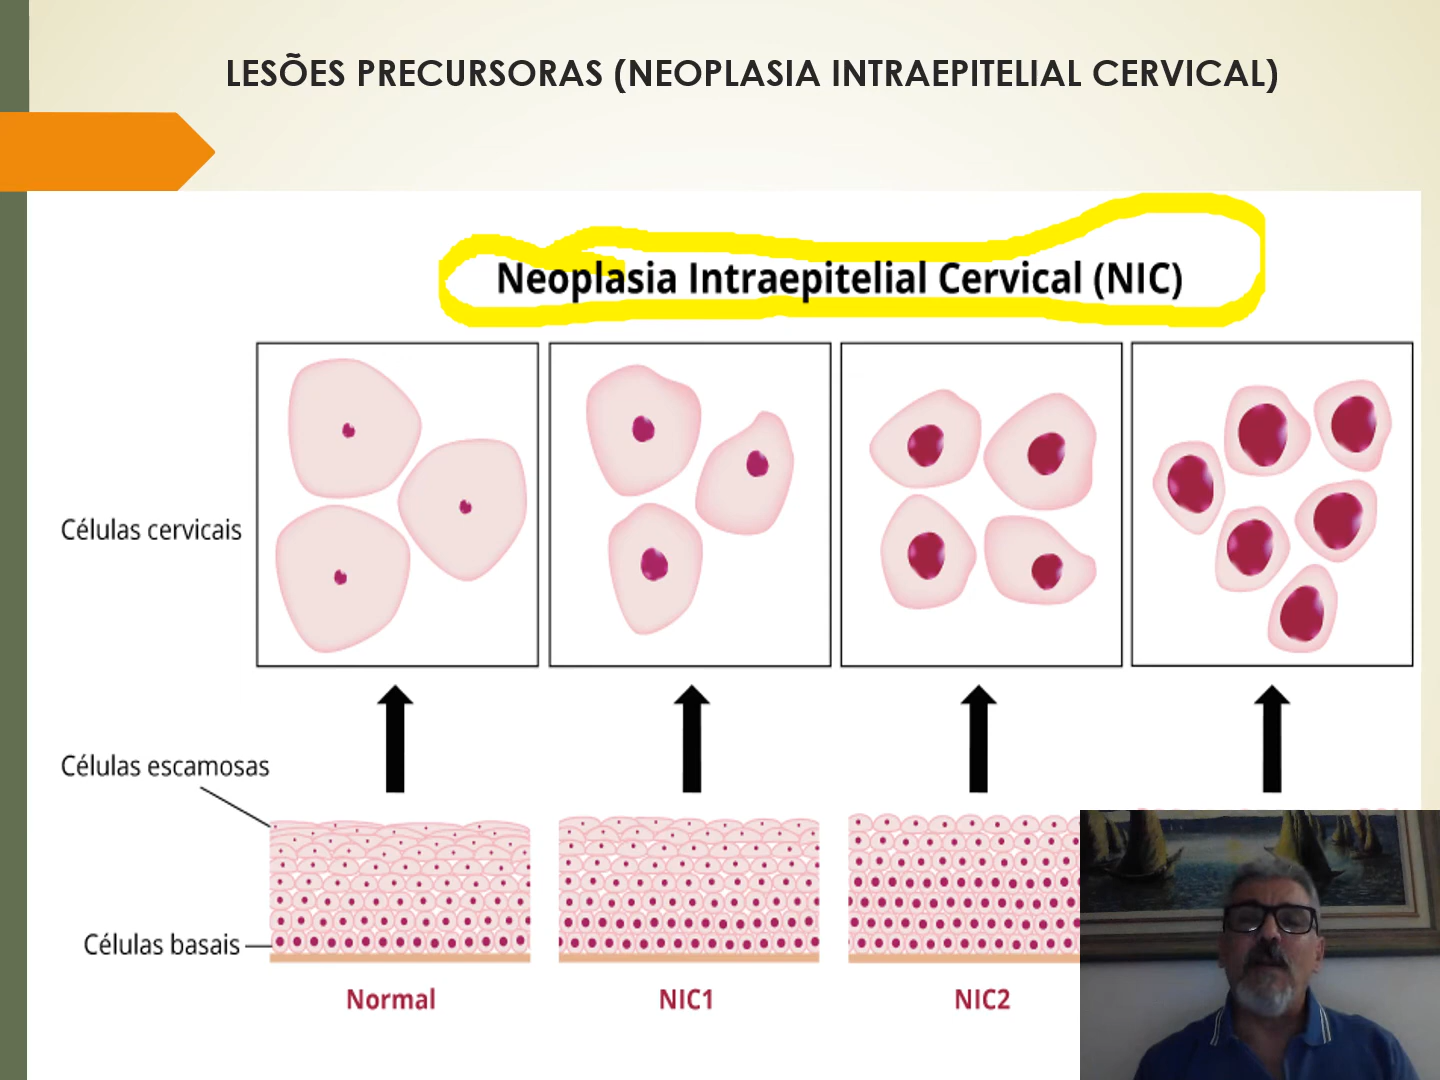 LESÕES PRECURSORAS (NEOPLASIA INTRAEPITELIAL CERVICAL)
Neoplasia Intraepitelial Cervical (NIC)
Células cervicais
Células escamosas
Células basais
Normal
NIC1
NIC2